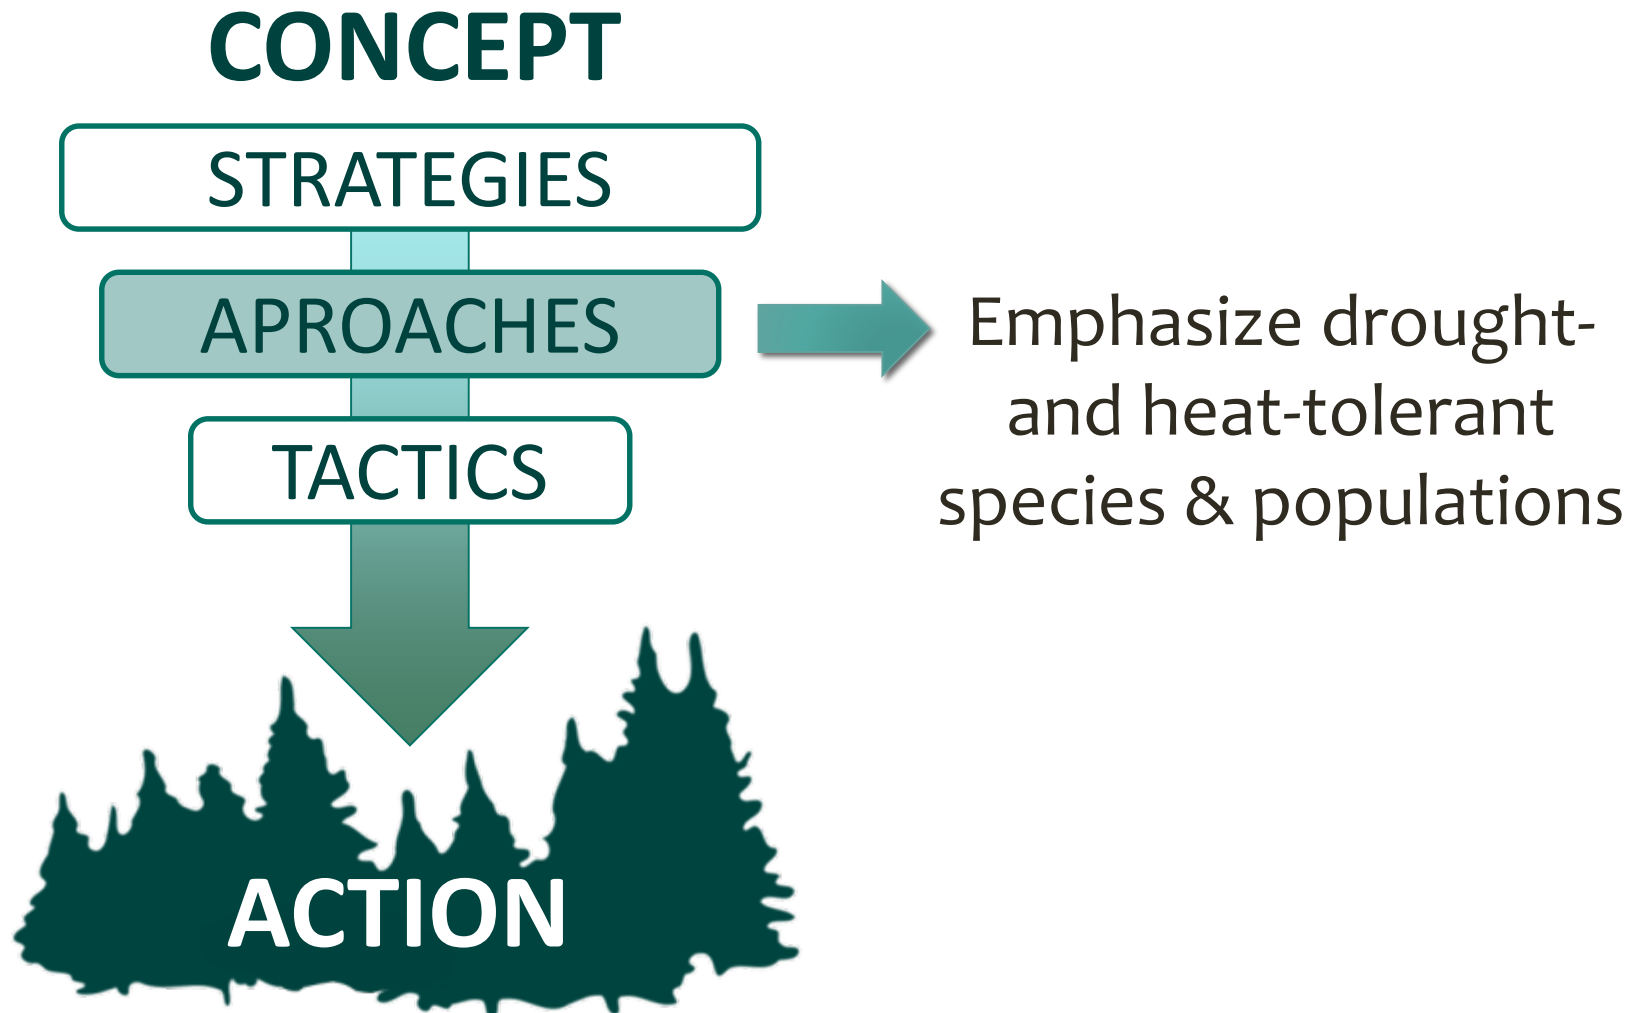 CONCEPT
STRATEGIES
APROACHES
TACTICS
ACTION
Emphasize drought-
and heat-tolerant
species & populations